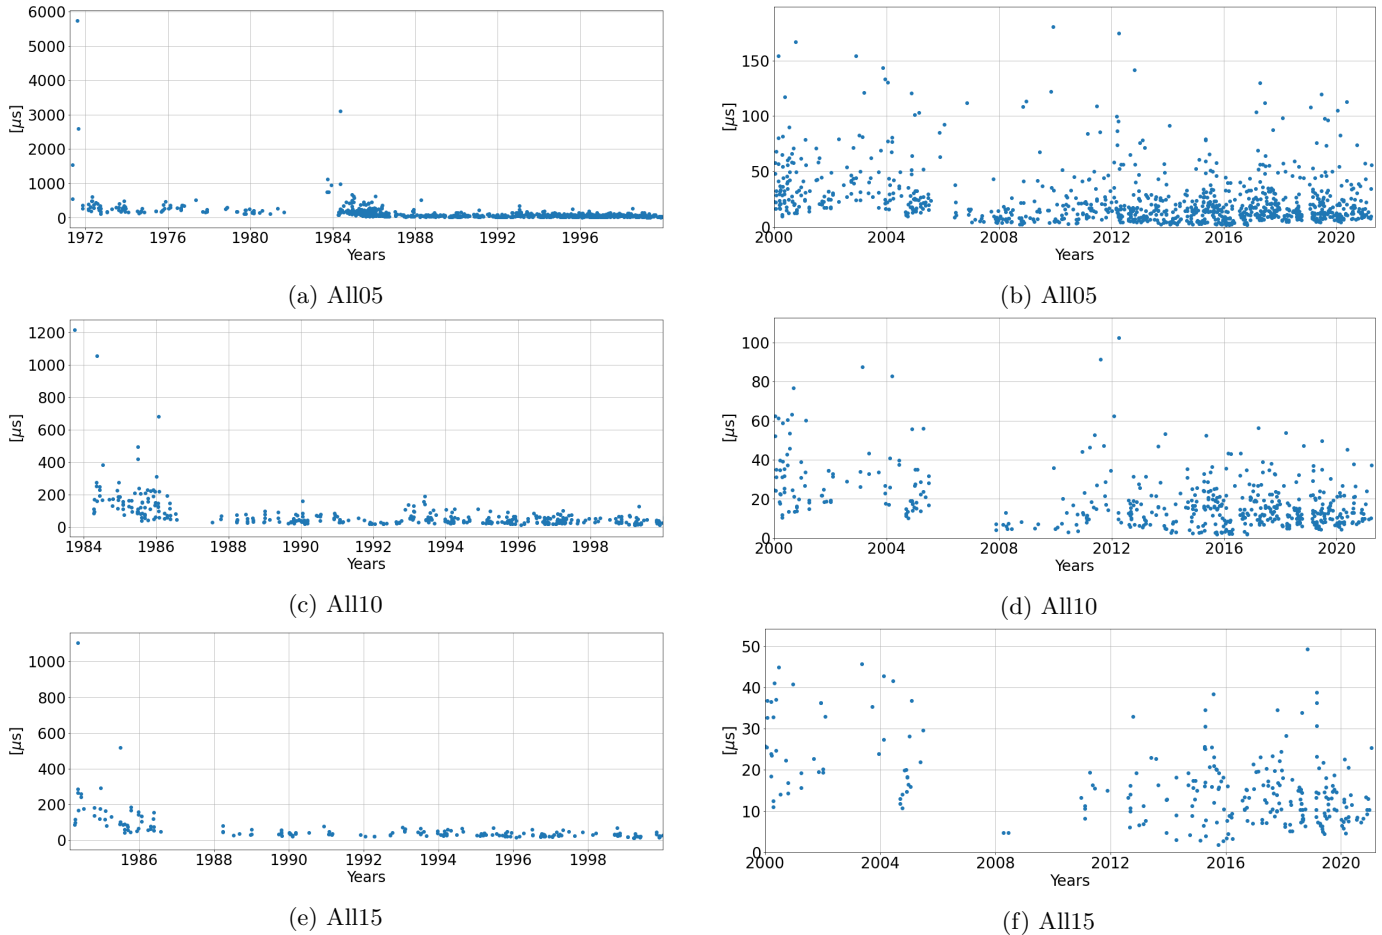 6000
5000
4000
3000
2000
1000
0
[μs]
1972 1976 1980 1984 1988 1992 1996
Years
(a) All05
150
100
50
0
[μs]
2000 2004 2008 2012 2016 2020
Years
(b) All05
1200
1000
800
600
400
200
0
[μs]
1984 1986 1988 1990 1992 1994 1996 1998
Years
(c) All10
100
80
60
40
20
0
[μs]
2000 2004 2008 2012 2016 2020
Years
(d) All10
1000
800
600
400
200
0
[μs]
1986 1988 1990 1992 1994 1996 1998
Years
(e) All15
50
40
30
20
10
0
[μs]
2000 2004 2008 2012 2016 2020
Years
(f) All15